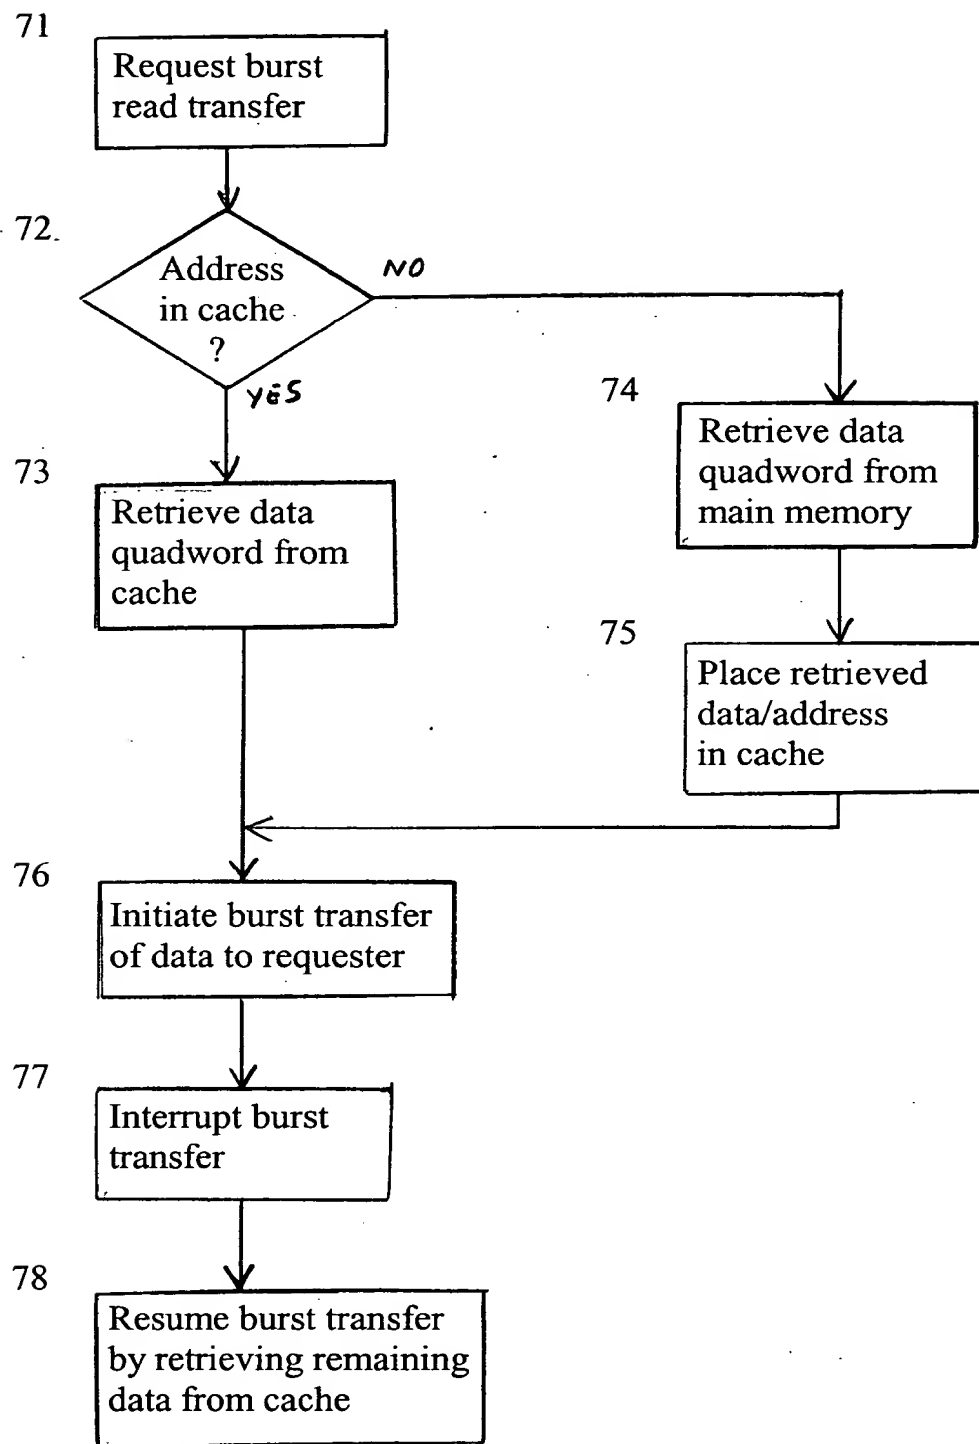 71
Request burst
read transfer
72
Address
in cache
?
NO
YES
73
Retrieve data
quadword from
cache
74
Retrieve data
quadword from
main memory
75
Place retrieved
data/address
in cache
76
Initiate burst transfer
of data to requester
77
Interrupt burst
transfer
78
Resume burst transfer
by retrieving remaining
data from cache